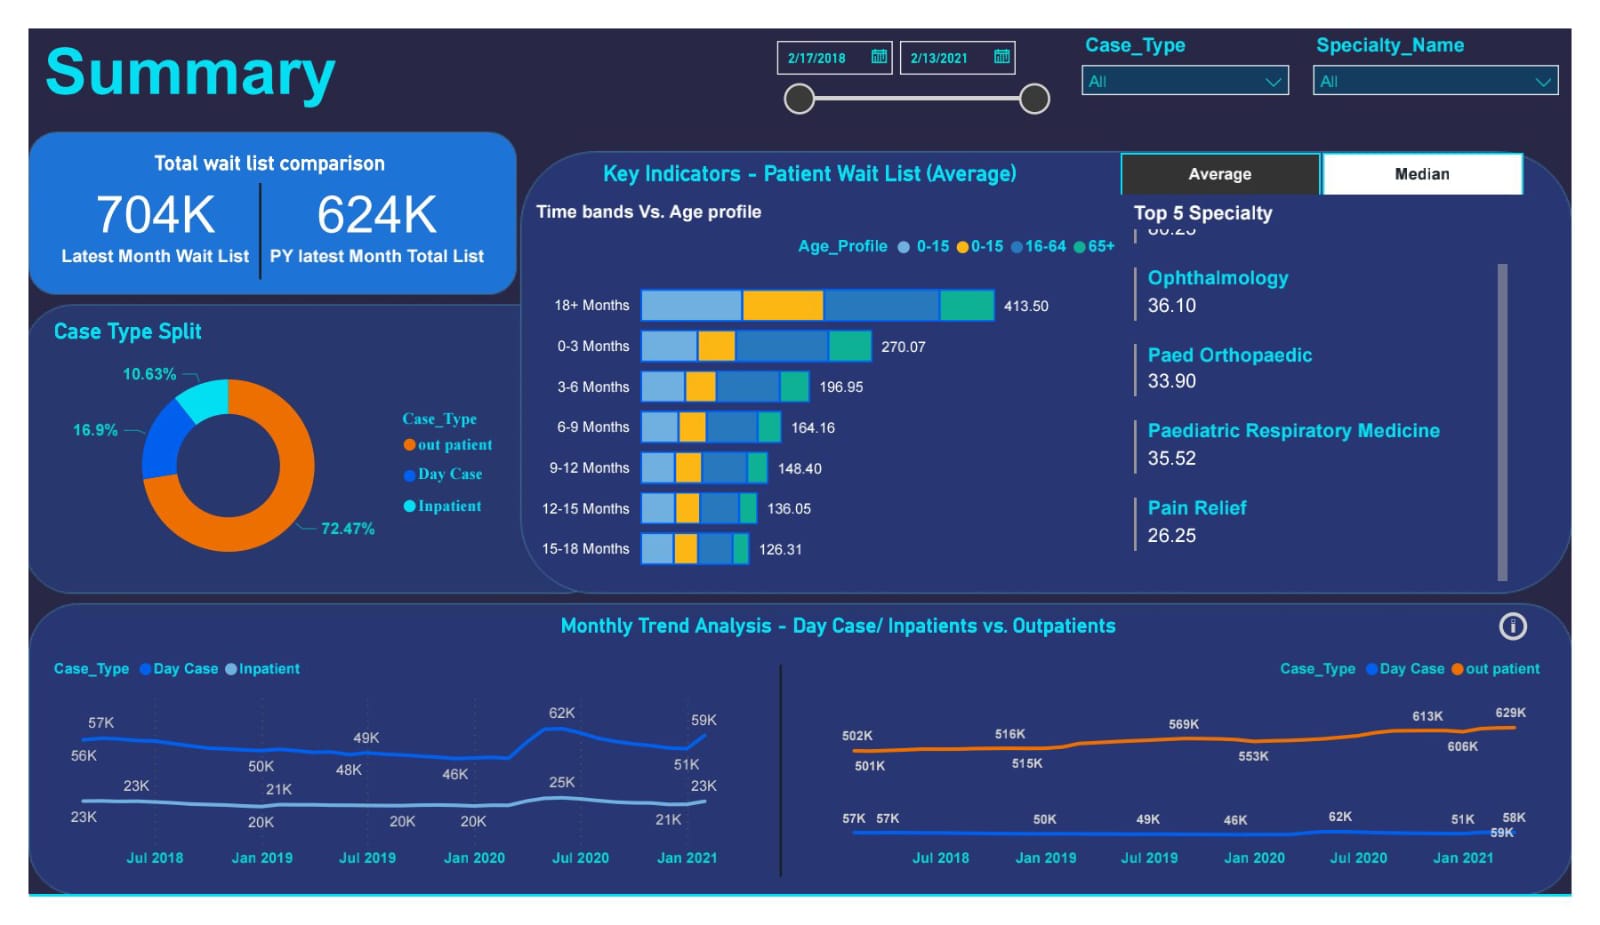 Summary
2/17/2018
2/13/2021
Case_Type
All
Specialty_Name
All
Total wait list comparison
704K
Latest Month Wait List
624K
PY latest Month Total List
Key Indicators - Patient Wait List (Average)
Average
Median
Time bands Vs. Age profile
Age_Profile 0-15 0-15 16-64 65+
18+ Months 413.50
0-3 Months 270.07
3-6 Months 196.95
6-9 Months 164.16
9-12 Months 148.40
12-15 Months 136.05
15-18 Months 126.31
Top 5 Specialty
Ophthalmology
36.10
Paed Orthopaedic
33.90
Paediatric Respiratory Medicine
35.52
Pain Relief
26.25
Case Type Split
10.63%
16.9%
72.47%
Case_Type
out patient
Day Case
Inpatient
Monthly Trend Analysis - Day Case/ Inpatients vs. Outpatients
Case_Type Day Case Inpatient
57K
56K
50K
49K
48K
46K
62K
51K
59K
23K
23K
20K
21K
20K
20K
25K
21K
23K
Jul 2018 Jan 2019 Jul 2019 Jan 2020 Jul 2020 Jan 2021
Case_Type Day Case out patient
502K
501K
516K
515K
569K
553K
613K
606K
629K
57K 57K 50K 49K 46K 62K 51K 58K
59K
Jul 2018 Jan 2019 Jul 2019 Jan 2020 Jul 2020 Jan 2021